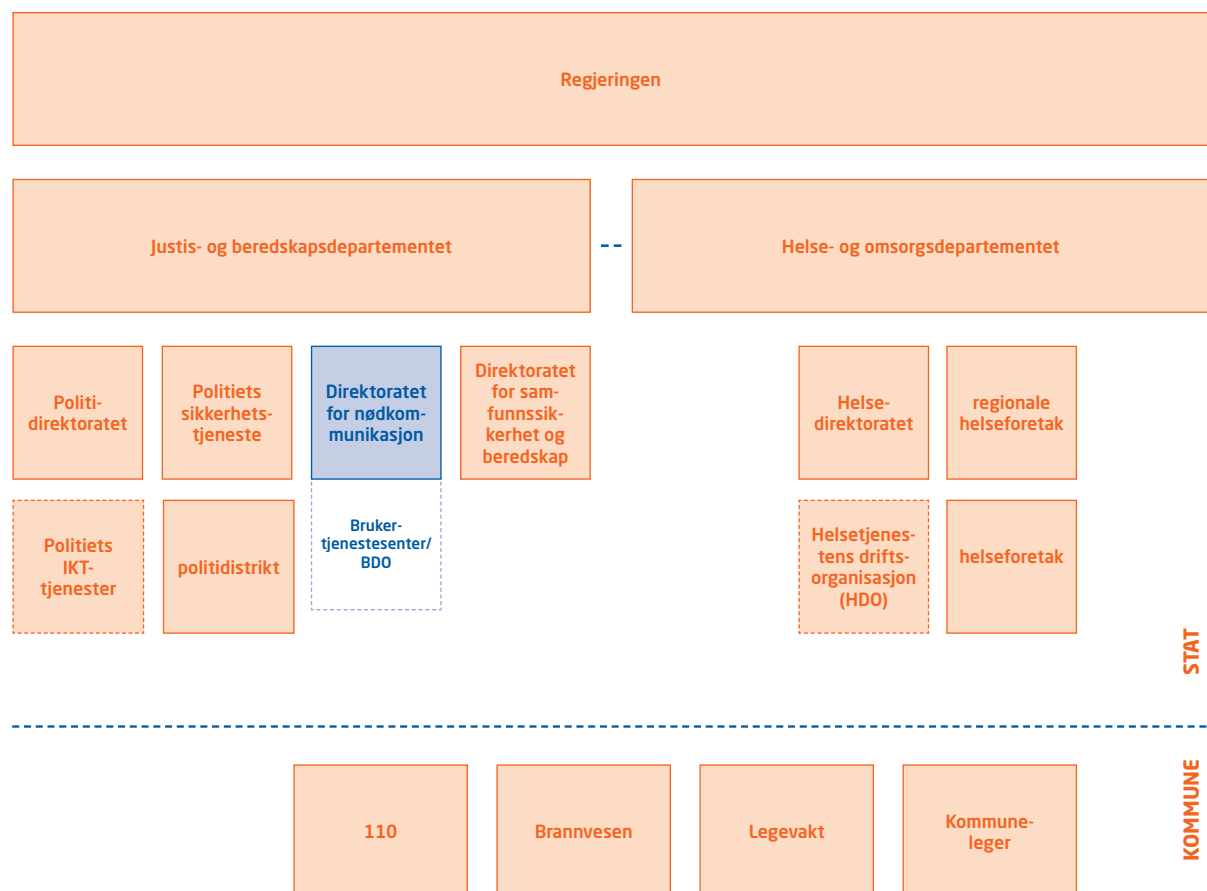 Regjeringen
Justis- og beredskapsdepartementet
Helse- og omsorgsdepartementet
Politi-
direktoratet
Politiets
sikkerhets-
tjeneste
Direktoratet
for nødkom-
munikasjon
Direktoratet
for sam-
funnssik-
kerhet og
beredskap
Helse-
direktoratet
regionale
helseforetak
Politiets
IKT-
tjenester
politidistrikt
Bruker-
tjenestesenter/
BDO
Helsetjenes-
tens drifts-
organisasjon
(HDO)
helseforetak
STAT
KOMMUNE
110
Brannvesen
Legevakt
Kommune-
leger